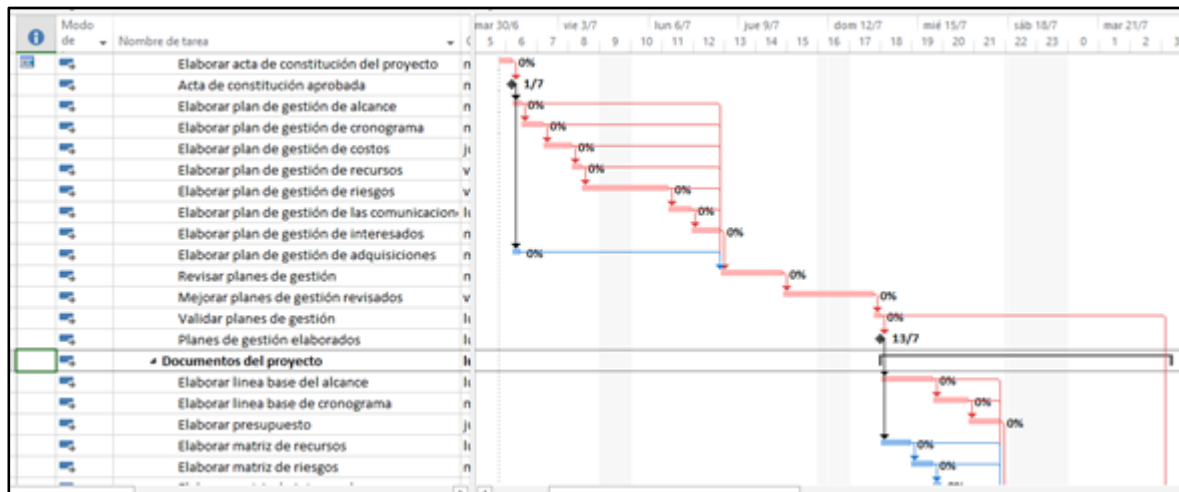 Modo de
Nombre de tarea
mar 30/6 vie 3/7 lun 6/7 jue 9/7 dom 12/7 mié 15/7 sáb 18/7 mar 21/7
5 6 7 8 9 10 11 12 13 14 15 16 17 18 19 20 21 22 23 0 1 2 3
Elaborar acta de constitución del proyecto 0%
Acta de constitución aprobada 1/7
Elaborar plan de gestión de alcance 0%
Elaborar plan de gestión de cronograma 0%
Elaborar plan de gestión de costos 0%
Elaborar plan de gestión de recursos 0%
Elaborar plan de gestión de riesgos 0%
Elaborar plan de gestión de las comunicacion 0%
Elaborar plan de gestión de interesados 0%
Elaborar plan de gestión de adquisiciones 0%
Revisar planes de gestión 0%
Mejorar planes de gestión revisados 0%
Validar planes de gestión 0%
Planes de gestión elaborados 13/7
Documentos del proyecto
Elaborar linea base del alcance 0%
Elaborar linea base de cronograma 0%
Elaborar presupuesto 0%
Elaborar matriz de recursos 0%
Elaborar matriz de riesgos 0%